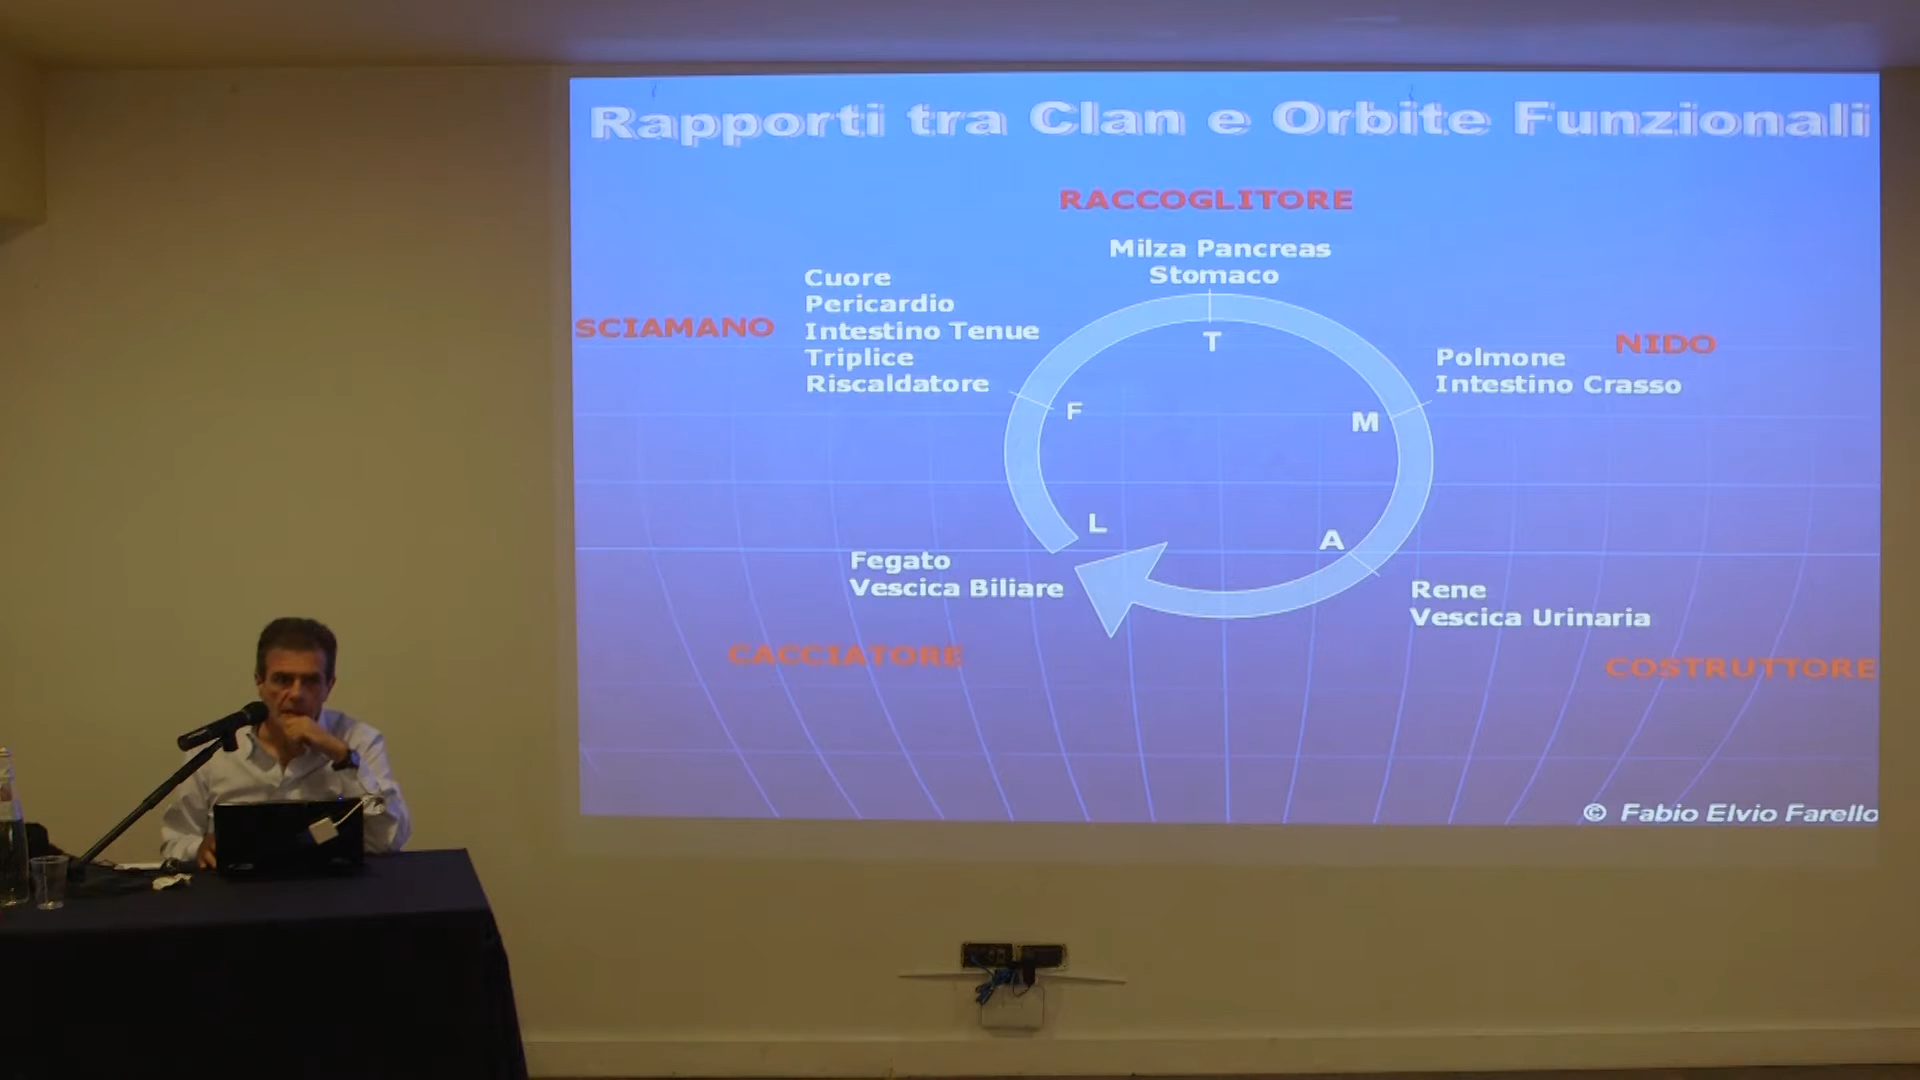 Rapporti tra Clan e Orbite Funzionali
RACCOGLITORE
Milza Pancreas
Stomaco
SCIAMANO
Cuore
Pericardio
Intestino Tenue
Triplice
Riscaldatore
NIDO
Polmone
Intestino Crasso
T
F
M
L
A
Fegato
Vescica Biliare
Rene
Vescica Urinaria
CACCIATORE
COSTRUTTORE
© Fabio Elvio Farello